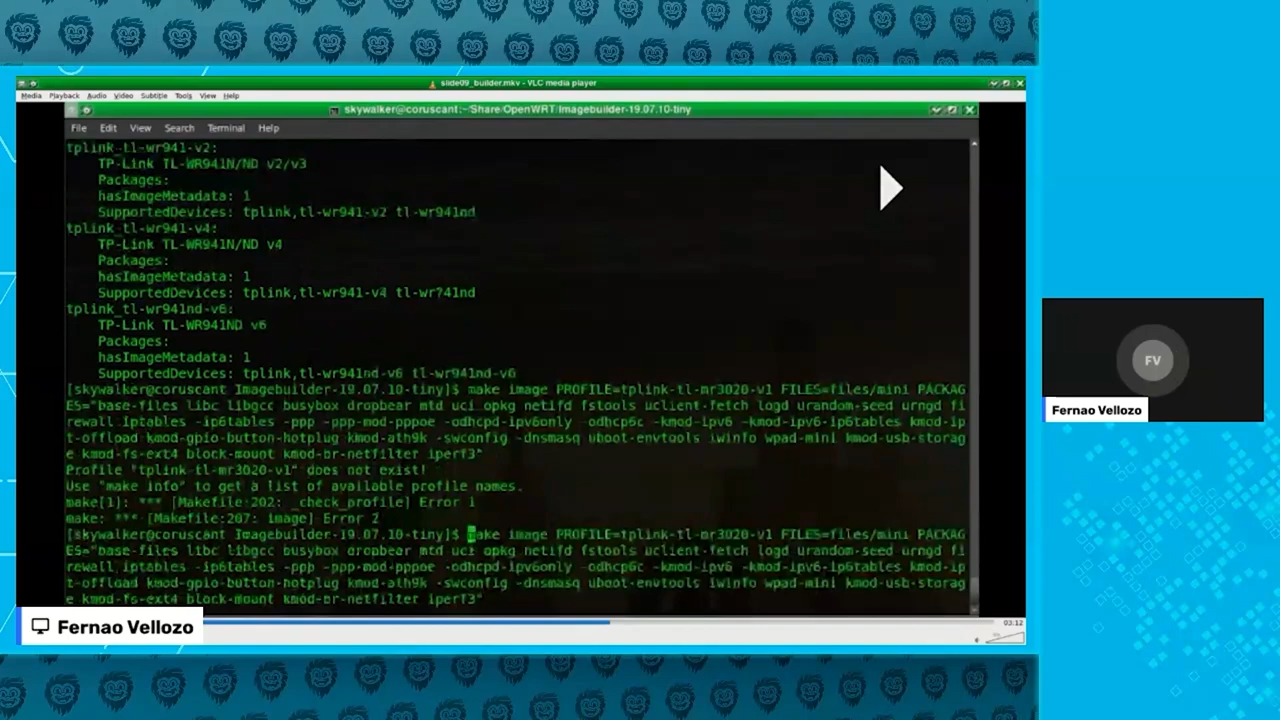 slide09_builder.mkv - VLC media player
Media Playback Audio Video Subtitle Tools View Help
skywalker@coruscant:~/Share/OpenWRT/Imagebuilder-19.07.10-tiny
File Edit View Search Terminal Help
tplink_tl-wr941-v2:
TP-Link TL-WR941N/ND v2/v3
Packages:
hasImageMetadata: 1
SupportedDevices: tplink,tl-wr941-v2 tl-wr941nd
tplink_tl-wr941-v4:
TP-Link TL-WR941N/ND v4
Packages:
hasImageMetadata: 1
SupportedDevices: tplink,tl-wr941-v4 tl-wr741nd
tplink_tl-wr941nd-v6:
TP-Link TL-WR941ND v6
Packages:
hasImageMetadata: 1
SupportedDevices: tplink,tl-wr941nd-v6 tl-wr941nd-v6
[skywalker@coruscant Imagebuilder-19.07.10-tiny]$ make image PROFILE=tplink-tl-mr3020-v1 FILES=files/mini PACKAG
ES="base-files libc libgcc busybox dropbear mtd uci opkg netifd fstools uclient-fetch logd urandom-seed urngd fi
rewall iptables -ip6tables -ppp -ppp-mod-pppoe -odhcpd-ipv6only -odhcp6c -kmod-ipv6 -kmod-ipv6-ip6tables kmod-ip
t-offload kmod-gpio-button-hotplug kmod-ath9k -swconfig -dnsmasq uboot-envtools iwinfo wpad-mini kmod-usb-storag
e kmod-fs-ext4 block-mount kmod-br-netfilter iperf3"
Profile "tplink-tl-mr3020-v1" does not exist!
Use "make info" to get a list of available profile names.
make[1]: *** [Makefile:202: _check_profile] Error 1
make: *** [Makefile:207: image] Error 2
[skywalker@coruscant Imagebuilder-19.07.10-tiny]$ make image PROFILE=tplink-tl-mr3020-v1 FILES=files/mini PACKAG
ES="base-files libc libgcc busybox dropbear mtd uci opkg netifd fstools uclient-fetch logd urandom-seed urngd fi
rewall iptables -ip6tables -ppp -ppp-mod-pppoe -odhcpd-ipv6only -odhcp6c -kmod-ipv6 -kmod-ipv6-ip6tables kmod-ip
t-offload kmod-gpio-button-hotplug kmod-ath9k -swconfig -dnsmasq uboot-envtools iwinfo wpad-mini kmod-usb-storag
e kmod-fs-ext4 block-mount kmod-br-netfilter iperf3"
03:12
Fernao Vellozo
FV
Fernao Vellozo